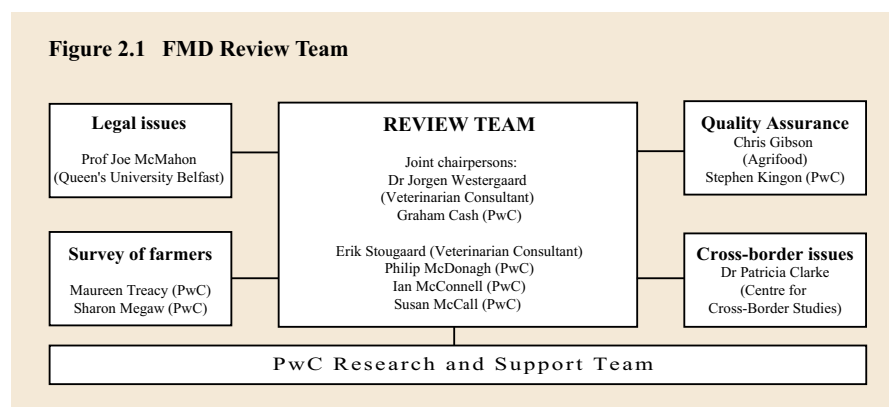 Figure 2.1 FMD Review Team
Legal issues
Prof Joe McMahon
(Queen's University Belfast)
Survey of farmers
Maureen Treacy (PwC)
Sharon Megaw (PwC)
REVIEW TEAM
Joint chairpersons:
Dr Jorgen Westergaard
(Veterinarian Consultant)
Graham Cash (PwC)
Erik Stougaard (Veterinarian Consultant)
Philip McDonagh (PwC)
Ian McConnell (PwC)
Susan McCall (PwC)
Quality Assurance
Chris Gibson
(Agrifood)
Stephen Kingon (PwC)
Cross-border issues
Dr Patricia Clarke
(Centre for
Cross-Border Studies)
PwC Research and Support Team